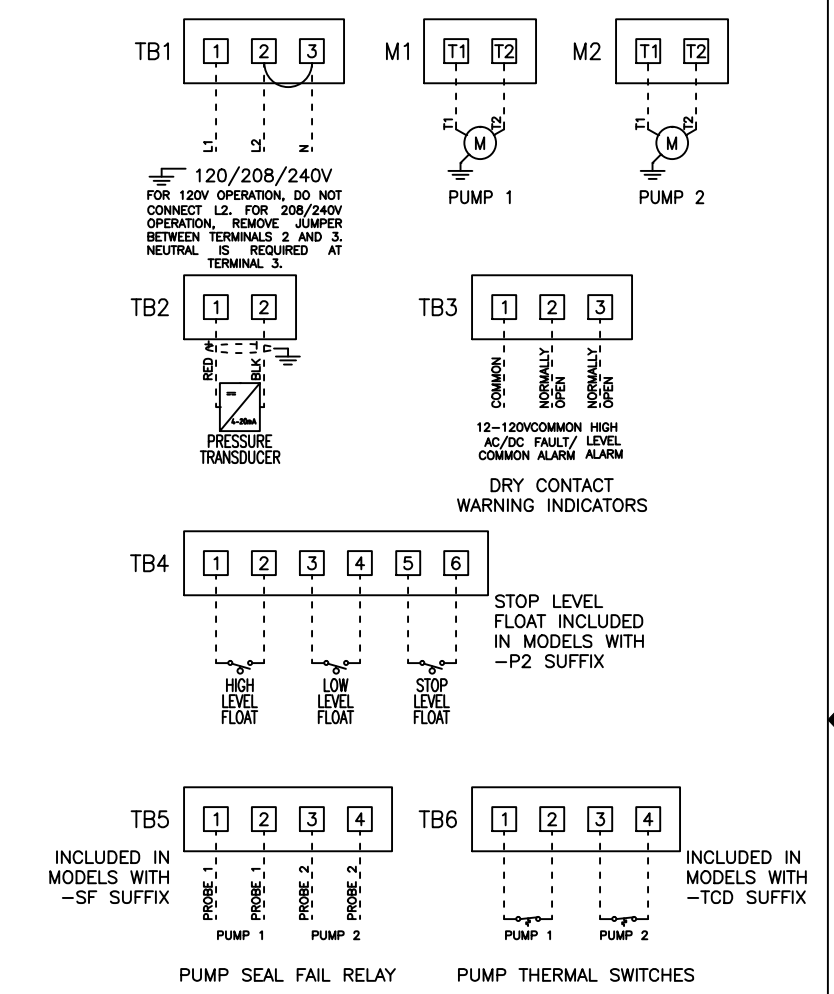 TB1 1 2 3
L1 L2 N
120/208/240V
FOR 120V OPERATION, DO NOT
CONNECT L2. FOR 208/240V
OPERATION, REMOVE JUMPER
BETWEEN TERMINALS 2 AND 3.
NEUTRAL IS REQUIRED AT
TERMINAL 3.
M1 T1 T2
T1 T2
M
PUMP 1
M2 T1 T2
T1 T2
M
PUMP 2
TB2 1 2
RED BLK
4-20mA
PRESSURE
TRANSDUCER
TB3 1 2 3
COMMON
NORMALLY
OPEN
NORMALLY
OPEN
12-120V COMMON HIGH
AC/DC FAULT/ LEVEL
COMMON ALARM ALARM
DRY CONTACT
WARNING INDICATORS
TB4 1 2 3 4 5 6
HIGH
LEVEL
FLOAT
LOW
LEVEL
FLOAT
STOP
LEVEL
FLOAT
STOP LEVEL
FLOAT INCLUDED
IN MODELS WITH
-P2 SUFFIX
TB5 1 2 3 4
INCLUDED IN
MODELS WITH
-SF SUFFIX
PROBE 1 PROBE 1 PROBE 2 PROBE 2
PUMP 1 PUMP 2
PUMP SEAL FAIL RELAY
TB6 1 2 3 4
INCLUDED IN
MODELS WITH
-TCD SUFFIX
PUMP 1 PUMP 2
PUMP THERMAL SWITCHES